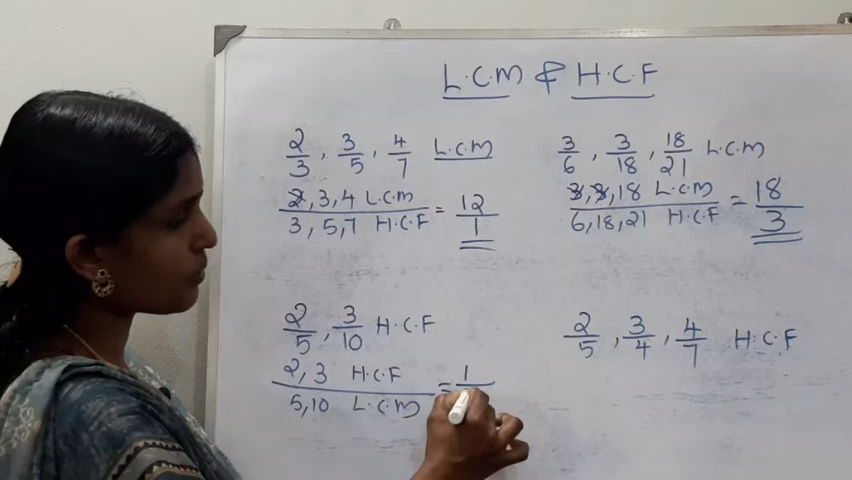 L.C.M & H.C.F
2/3, 3/5, 4/7 L.C.M
2,3,4 L.C.M / 3,5,7 H.C.F = 12/1
3/6, 3/18, 18/21 L.C.M
3,3,18 L.C.M / 6,18,21 H.C.F = 18/3
2/5, 3/10 H.C.F
2,3 H.C.F / 5,10 L.C.M = 1
2/5, 3/4, 4/7 H.C.F